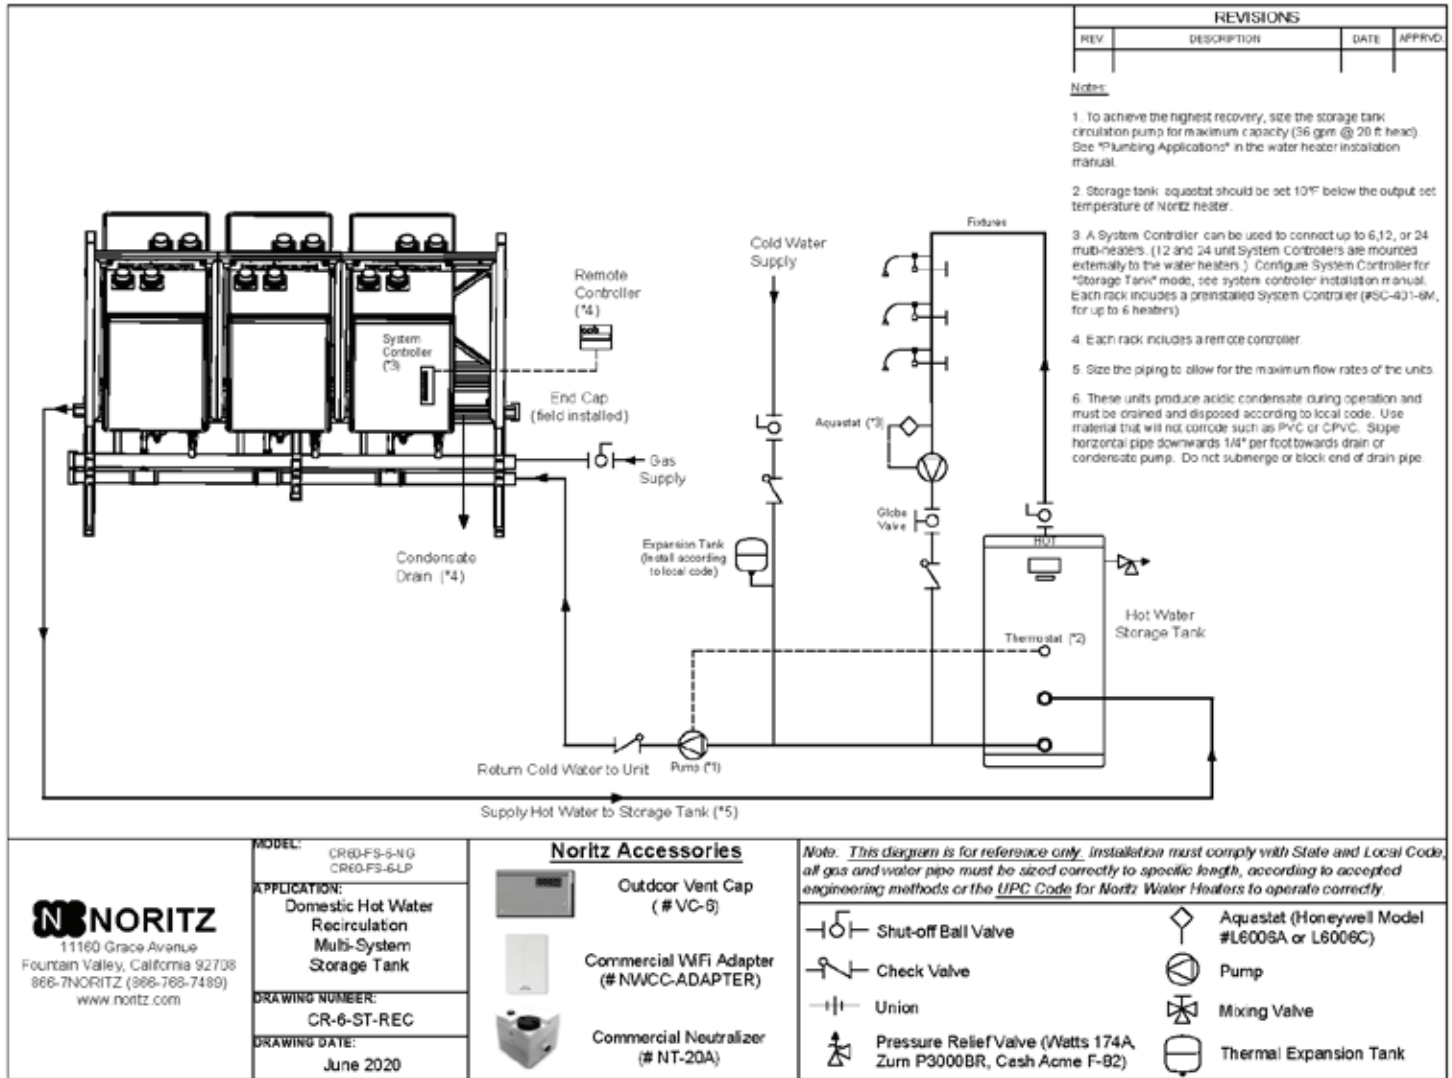 REVISIONS
REV
DESCRIPTION
DATE
APPRVD.
Notes:
1. To achieve the highest recovery, size the storage tank
circulation pump for maximum capacity (36 gpm @ 20 ft head).
See "Plumbing Applications" in the water heater installation
manual.
2. Storage tank aquastat should be set 10°F below the output set
temperature of Noritz heater.
3. A System Controller can be used to connect up to 6,12, or 24
multi-heaters. (12 and 24 unit System Controllers are mounted
externally to the water heaters.) Configure System Controller for
"Storage Tank" mode, see system controller installation manual.
Each rack includes a preinstalled System Controller (#SC-401-6M,
for up to 6 heaters)
4. Each rack includes a remote controller.
5. Size the piping to allow for the maximum flow rates of the units.
6. These units produce acidic condensate during operation and
must be drained and disposed according to local code. Use
material that will not corrode such as PVC or CPVC. Slope
horizontal pipe downwards 1/4" per foot towards drain or
condensate pump. Do not submerge or block end of drain pipe.
Fixtures
Cold Water
Supply
Remote
Controller
(*4)
System
Controller
(*3)
End Cap
(field installed)
Aquastat (*3)
Gas
Supply
Globe
Valve
HOT
Expansion Tank
(Install according
to local code)
Condensate
Drain (*4)
Hot Water
Storage Tank
Thermostat (*2)
Return Cold Water to Unit
Pump (*1)
Supply Hot Water to Storage Tank (*5)
N NORITZ
11160 Grace Avenue
Fountain Valley, California 92708
866-7NORITZ (866-766-7489)
www.noritz.com
MODEL:
CR60-FS-6-NG
CR60-FS-6-LP
APPLICATION:
Domestic Hot Water
Recirculation
Multi-System
Storage Tank
DRAWING NUMBER:
CR-6-ST-REC
DRAWING DATE:
June 2020
Noritz Accessories
Outdoor Vent Cap
(# VC-6)
Commercial WiFi Adapter
(# NWCC-ADAPTER)
Commercial Neutralizer
(# NT-20A)
Note. This diagram is for reference only. Installation must comply with State and Local Code,
all gas and water pipe must be sized correctly to specific length, according to accepted
engineering methods or the UPC Code for Noritz Water Heaters to operate correctly.
Shut-off Ball Valve
Check Valve
Union
Pressure Relief Valve (Watts 174A,
Zurn P3000BR, Cash Acme F-82)
Aquastat (Honeywell Model
#L6006A or L6006C)
Pump
Mixing Valve
Thermal Expansion Tank